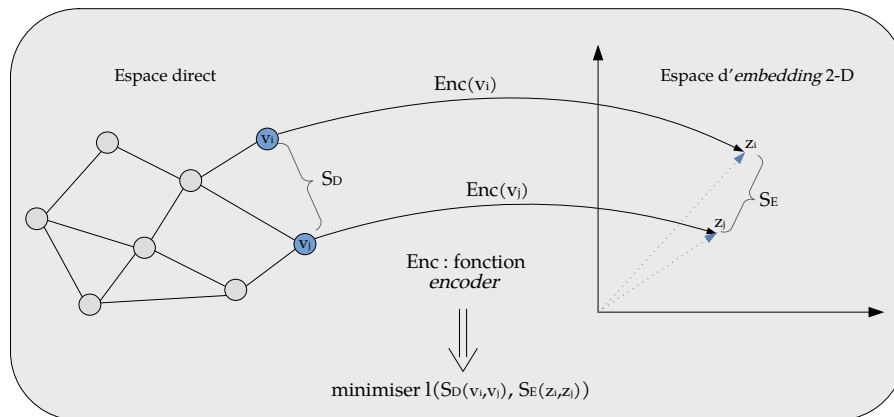 Espace direct
Enc(vi)
Espace d'embedding 2-D
vi
zi
SD
Enc(vj)
SE
zj
vj
Enc : fonction
encoder
minimiser l(SD(vi,vj), SE(zi,zj))